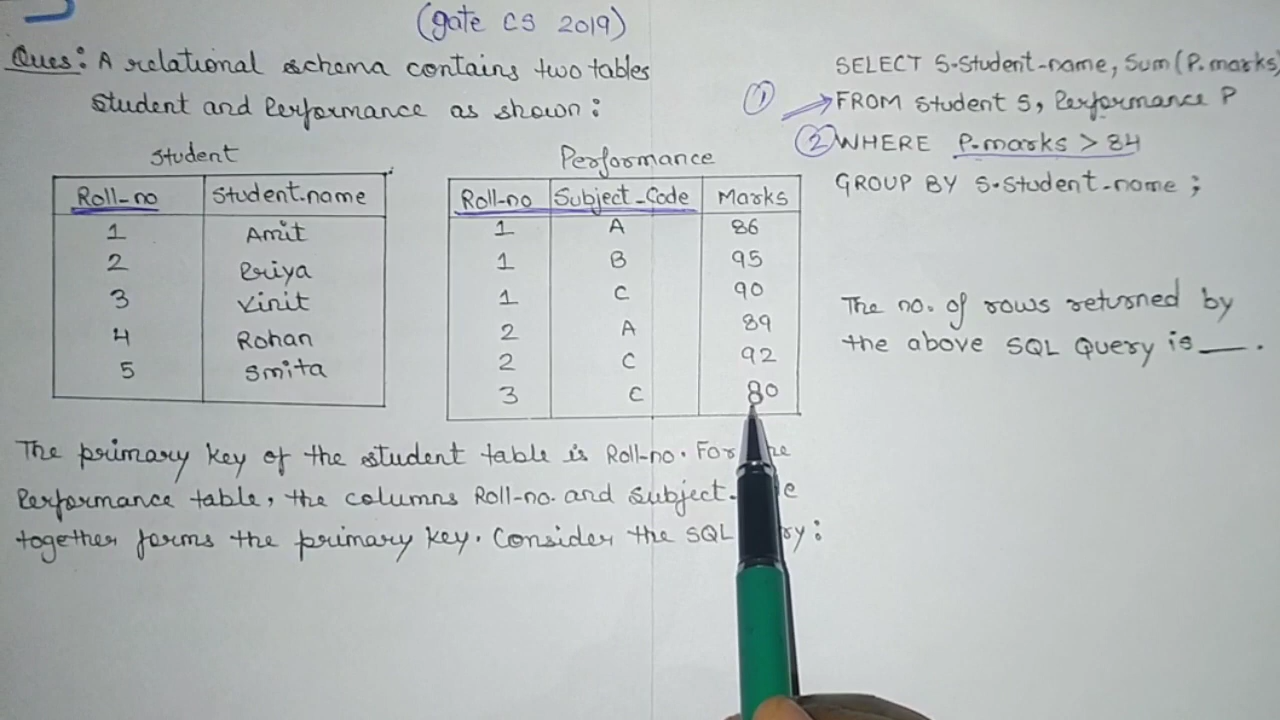 (gate CS 2019)
Ques: A relational schema contains two tables
Student and Performance as shown:
Student
Roll-no Student-name
1 Amit
2 Priya
3 Vinit
4 Rohan
5 Smita
Performance
Roll-no Subject-Code Marks
1 A 86
1 B 95
1 C 90
2 A 89
2 C 92
3 C 80
The primary key of the student table is Roll-no. For
Performance table, the columns Roll-no. and Subject-
together forms the primary key. Consider the SQL
SELECT S.Student-name, Sum(P.marks)
① FROM Student S, Performance P
② WHERE P.marks > 84
GROUP BY S.Student-name;
The no. of rows returned by
the above SQL Query is __.